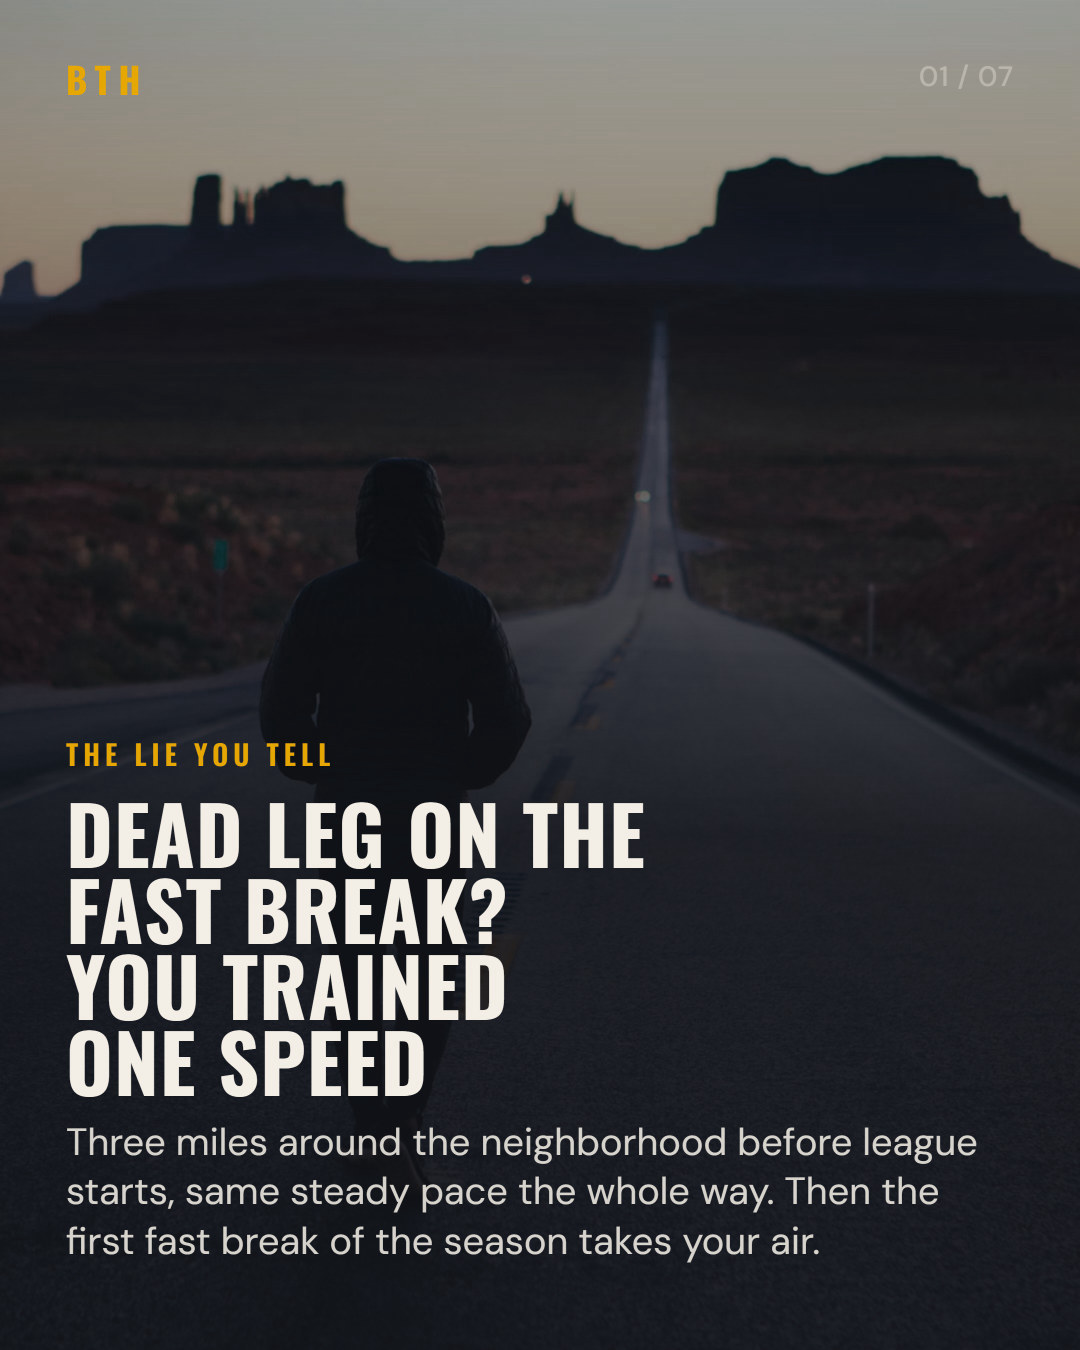 BTH
01 / 07
THE LIE YOU TELL
DEAD LEG ON THE
FAST BREAK?
YOU TRAINED
ONE SPEED
Three miles around the neighborhood before league
starts, same steady pace the whole way. Then the
first fast break of the season takes your air.